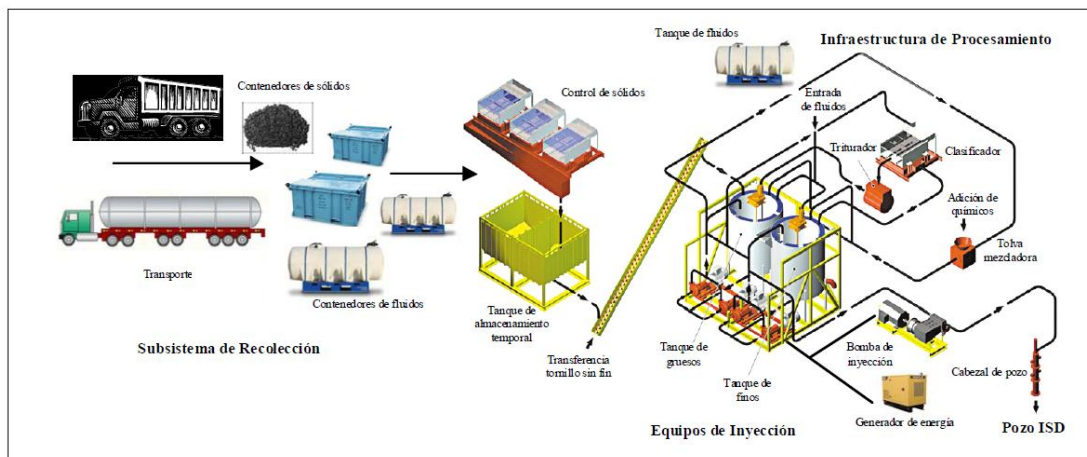 Contenedores de sólidos
Transporte
Contenedores de fluidos
Subsistema de Recolección
Control de sólidos
Tanque de
almacenamiento
temporal
Transferencia
tornillo sin fin
Tanque de fluidos
Infraestructura de Procesamiento
Entrada
de fluidos
Triturador
Clasificador
Adición de
químicos
Tolva
mezcladora
Tanque de
gruesos
Tanque de
finos
Bomba de
inyección
Cabezal de pozo
Generador de energía
Equipos de Inyección
Pozo ISD